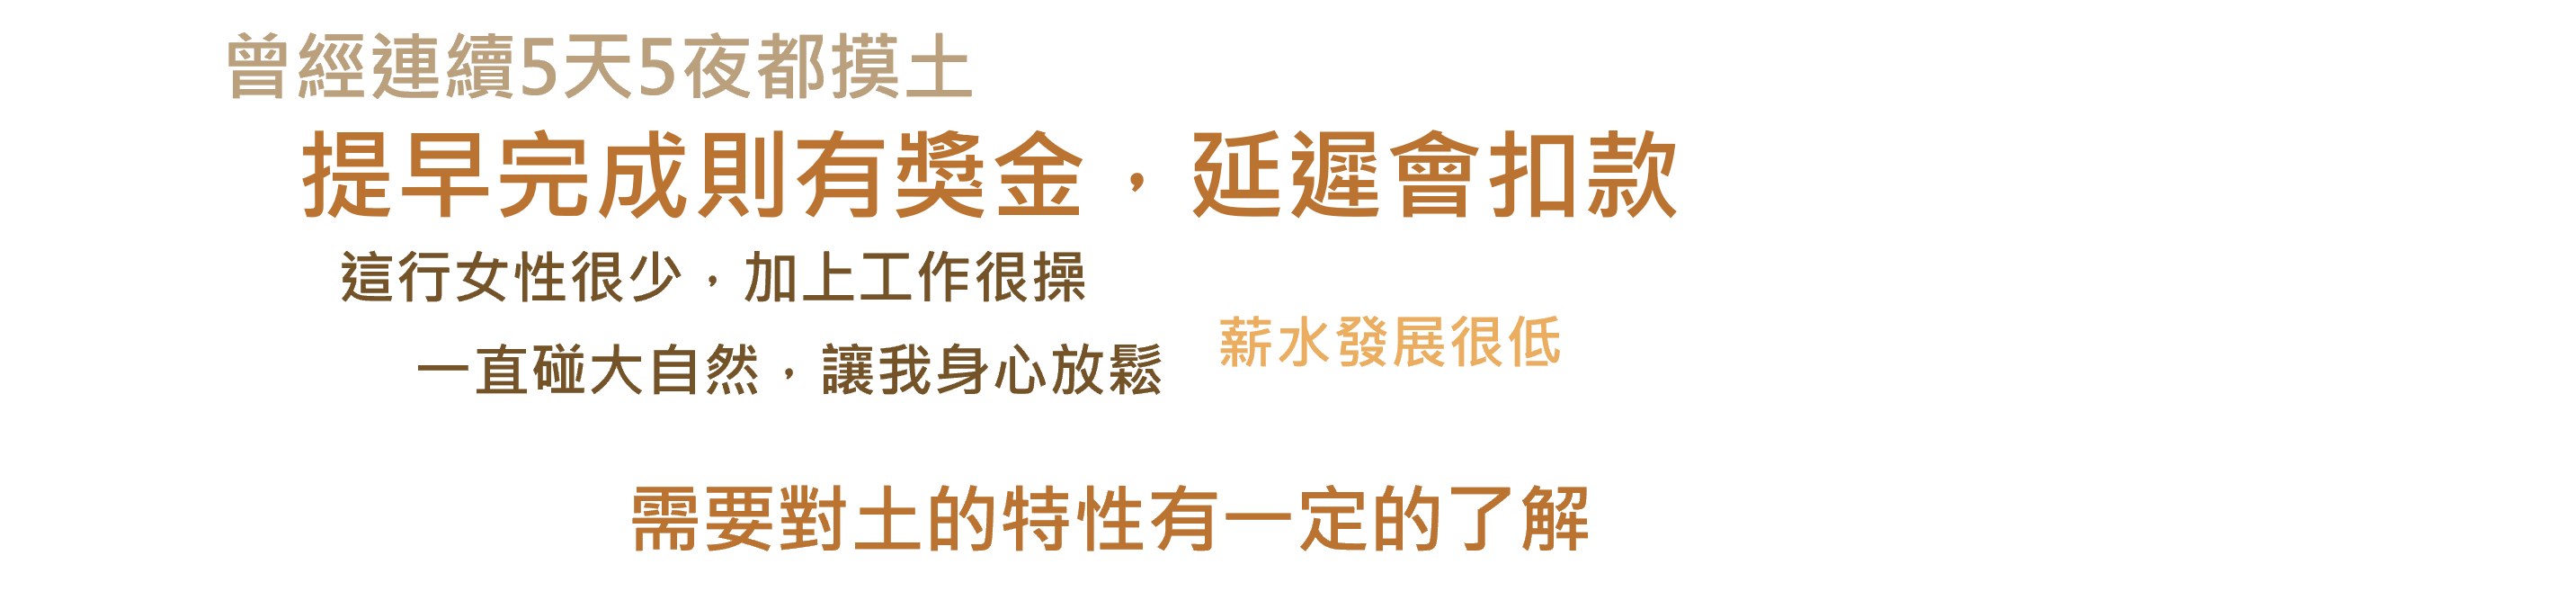 曾經連續5天5夜都摸土
提早完成則有獎金，延遲會扣款
這行女性很少，加上工作很操
薪水發展很低
一直碰大自然，讓我身心放鬆
需要對土的特性有一定的了解